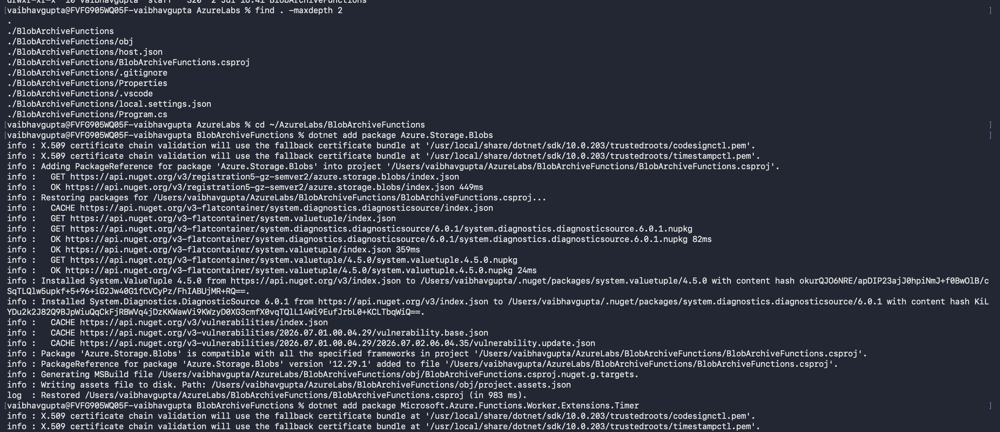 drwxr-xr-x  10 vaibhavgupta  staff   320  2 Jul 16:41 BlobArchiveFunctions
[vaibhavgupta@FVFG905WQ05F-vaibhavgupta AzureLabs % find . -maxdepth 2 ]
.
./BlobArchiveFunctions
./BlobArchiveFunctions/obj
./BlobArchiveFunctions/host.json
./BlobArchiveFunctions/BlobArchiveFunctions.csproj
./BlobArchiveFunctions/.gitignore
./BlobArchiveFunctions/Properties
./BlobArchiveFunctions/.vscode
./BlobArchiveFunctions/local.settings.json
./BlobArchiveFunctions/Program.cs
[vaibhavgupta@FVFG905WQ05F-vaibhavgupta AzureLabs % cd ~/AzureLabs/BlobArchiveFunctions ]
[vaibhavgupta@FVFG905WQ05F-vaibhavgupta BlobArchiveFunctions % dotnet add package Azure.Storage.Blobs ]
info : X.509 certificate chain validation will use the fallback certificate bundle at '/usr/local/share/dotnet/sdk/10.0.203/trustedroots/codesignctl.pem'.
info : X.509 certificate chain validation will use the fallback certificate bundle at '/usr/local/share/dotnet/sdk/10.0.203/trustedroots/timestampctl.pem'.
info : Adding PackageReference for package 'Azure.Storage.Blobs' into project '/Users/vaibhavgupta/AzureLabs/BlobArchiveFunctions/BlobArchiveFunctions.csproj'.
info :   GET https://api.nuget.org/v3/registration5-gz-semver2/azure.storage.blobs/index.json
info :   OK https://api.nuget.org/v3/registration5-gz-semver2/azure.storage.blobs/index.json 449ms
info : Restoring packages for /Users/vaibhavgupta/AzureLabs/BlobArchiveFunctions/BlobArchiveFunctions.csproj...
info :   CACHE https://api.nuget.org/v3-flatcontainer/system.diagnostics.diagnosticsource/index.json
info :   GET https://api.nuget.org/v3-flatcontainer/system.valuetuple/index.json
info :   GET https://api.nuget.org/v3-flatcontainer/system.diagnostics.diagnosticsource/6.0.1/system.diagnostics.diagnosticsource.6.0.1.nupkg
info :   OK https://api.nuget.org/v3-flatcontainer/system.diagnostics.diagnosticsource/6.0.1/system.diagnostics.diagnosticsource.6.0.1.nupkg 82ms
info :   OK https://api.nuget.org/v3-flatcontainer/system.valuetuple/index.json 359ms
info :   GET https://api.nuget.org/v3-flatcontainer/system.valuetuple/4.5.0/system.valuetuple.4.5.0.nupkg
info :   OK https://api.nuget.org/v3-flatcontainer/system.valuetuple/4.5.0/system.valuetuple.4.5.0.nupkg 24ms
info : Installed System.ValueTuple 4.5.0 from https://api.nuget.org/v3/index.json to /Users/vaibhavgupta/.nuget/packages/system.valuetuple/4.5.0 with content hash okurQJO6NRE/apDIP23ajJ0hpiNmJ+f0BwOlB/c
SqTLQlw5upkf+5+96+iG2Jw40G1fCVCyPz/FhIABUjMR+RQ==.
info : Installed System.Diagnostics.DiagnosticSource 6.0.1 from https://api.nuget.org/v3/index.json to /Users/vaibhavgupta/.nuget/packages/system.diagnostics.diagnosticsource/6.0.1 with content hash KiL
YDu2k2J82Q9BJpWiuQqCkFjRBWVq4jDzKKWawVi9KWzyD0XG3cmfX0vqTQlL14Wi9EufJrbL0+KCLTbqWiQ==.
info :   CACHE https://api.nuget.org/v3/vulnerabilities/index.json
info :   CACHE https://api.nuget.org/v3-vulnerabilities/2026.07.01.00.04.29/vulnerability.base.json
info :   CACHE https://api.nuget.org/v3-vulnerabilities/2026.07.01.00.04.29/2026.07.02.06.04.35/vulnerability.update.json
info : Package 'Azure.Storage.Blobs' is compatible with all the specified frameworks in project '/Users/vaibhavgupta/AzureLabs/BlobArchiveFunctions/BlobArchiveFunctions.csproj'.
info : PackageReference for package 'Azure.Storage.Blobs' version '12.29.1' added to file '/Users/vaibhavgupta/AzureLabs/BlobArchiveFunctions/BlobArchiveFunctions.csproj'.
info : Generating MSBuild file /Users/vaibhavgupta/AzureLabs/BlobArchiveFunctions/obj/BlobArchiveFunctions.csproj.nuget.g.targets.
info : Writing assets file to disk. Path: /Users/vaibhavgupta/AzureLabs/BlobArchiveFunctions/obj/project.assets.json
log  : Restored /Users/vaibhavgupta/AzureLabs/BlobArchiveFunctions/BlobArchiveFunctions.csproj (in 983 ms).
[vaibhavgupta@FVFG905WQ05F-vaibhavgupta BlobArchiveFunctions % dotnet add package Microsoft.Azure.Functions.Worker.Extensions.Timer ]
info : X.509 certificate chain validation will use the fallback certificate bundle at '/usr/local/share/dotnet/sdk/10.0.203/trustedroots/codesignctl.pem'.
info : X.509 certificate chain validation will use the fallback certificate bundle at '/usr/local/share/dotnet/sdk/10.0.203/trustedroots/timestampctl.pem'.